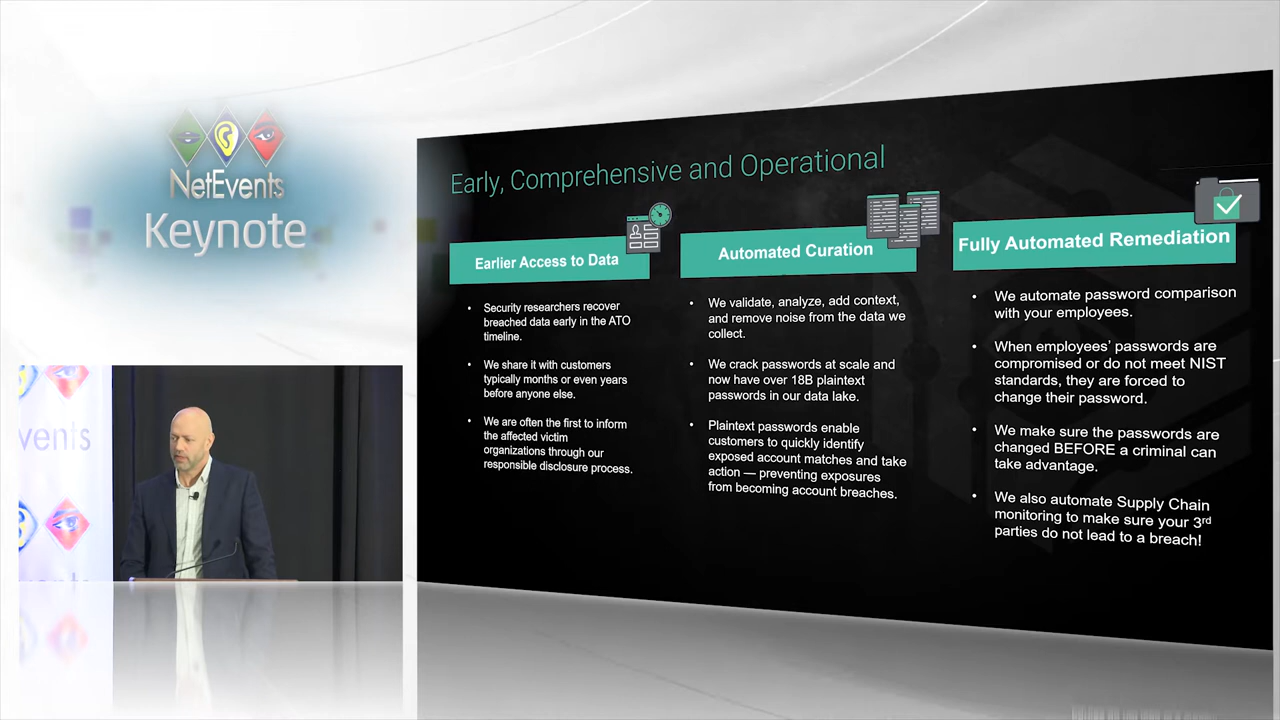 NetEvents
Keynote
vents
Early, Comprehensive and Operational
Earlier Access to Data
• Security researchers recover
breached data early in the ATO
timeline.
• We share it with customers
typically months or even years
before anyone else.
• We are often the first to inform
the affected victim
organizations through our
responsible disclosure process.
Automated Curation
• We validate, analyze, add context,
and remove noise from the data we
collect.
• We crack passwords at scale and
now have over 18B plaintext
passwords in our data lake.
• Plaintext passwords enable
customers to quickly identify
exposed account matches and take
action — preventing exposures
from becoming account breaches.
Fully Automated Remediation
• We automate password comparison
with your employees.
• When employees’ passwords are
compromised or do not meet NIST
standards, they are forced to
change their password.
• We make sure the passwords are
changed BEFORE a criminal can
take advantage.
• We also automate Supply Chain
monitoring to make sure your 3rd
parties do not lead to a breach!